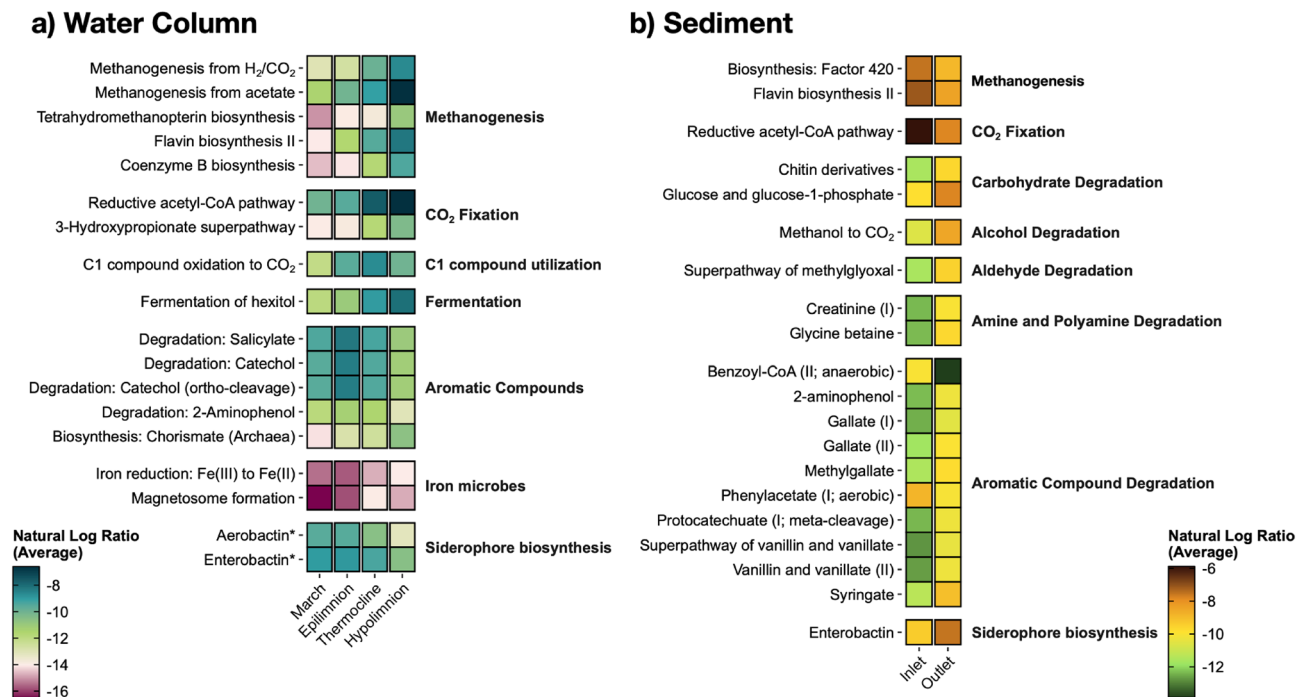 a) Water Column
Methanogenesis from H₂/CO₂
Methanogenesis from acetate
Tetrahydromethanopterin biosynthesis
Flavin biosynthesis II
Coenzyme B biosynthesis
Methanogenesis
Reductive acetyl-CoA pathway
3-Hydroxypropionate superpathway
CO₂ Fixation
C1 compound oxidation to CO₂
C1 compound utilization
Fermentation of hexitol
Fermentation
Degradation: Salicylate
Degradation: Catechol
Degradation: Catechol (ortho-cleavage)
Degradation: 2-Aminophenol
Biosynthesis: Chorismate (Archaea)
Aromatic Compounds
Iron reduction: Fe(III) to Fe(II)
Magnetosome formation
Iron microbes
Aerobactin*
Enterobactin*
Siderophore biosynthesis
March
Epilimnion
Thermocline
Hypolimnion
Natural Log Ratio
(Average)
-8
-10
-12
-14
-16
b) Sediment
Biosynthesis: Factor 420
Flavin biosynthesis II
Methanogenesis
Reductive acetyl-CoA pathway
CO₂ Fixation
Chitin derivatives
Glucose and glucose-1-phosphate
Carbohydrate Degradation
Methanol to CO₂
Alcohol Degradation
Superpathway of methylglyoxal
Aldehyde Degradation
Creatinine (I)
Glycine betaine
Amine and Polyamine Degradation
Benzoyl-CoA (II; anaerobic)
2-aminophenol
Gallate (I)
Gallate (II)
Methylgallate
Phenylacetate (I; aerobic)
Protocatechuate (I; meta-cleavage)
Superpathway of vanillin and vanillate
Vanillin and vanillate (II)
Syringate
Aromatic Compound Degradation
Enterobactin
Siderophore biosynthesis
Inlet
Outlet
Natural Log Ratio
(Average)
-6
-8
-10
-12